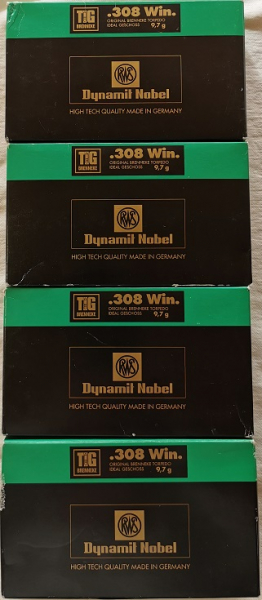 TIG
BRENNEKE
.308 Win.
ORIGINAL BRENNEKE TORPEDO
IDEAL GESCHOSS 9,7 g
RWS
Dynamit Nobel
HIGH TECH QUALITY MADE IN GERMANY
TIG
BRENNEKE
.308 Win.
ORIGINAL BRENNEKE TORPEDO
IDEAL GESCHOSS 9,7 g
RWS
Dynamit Nobel
HIGH TECH QUALITY MADE IN GERMANY
TIG
BRENNEKE
.308 Win.
ORIGINAL BRENNEKE TORPEDO
IDEAL GESCHOSS 9,7 g
RWS
Dynamit Nobel
HIGH TECH QUALITY MADE IN GERMANY
TIG
BRENNEKE
.308 Win.
ORIGINAL BRENNEKE TORPEDO
IDEAL GESCHOSS 9,7 g
RWS
Dynamit Nobel
HIGH TECH QUALITY MADE IN GERMANY